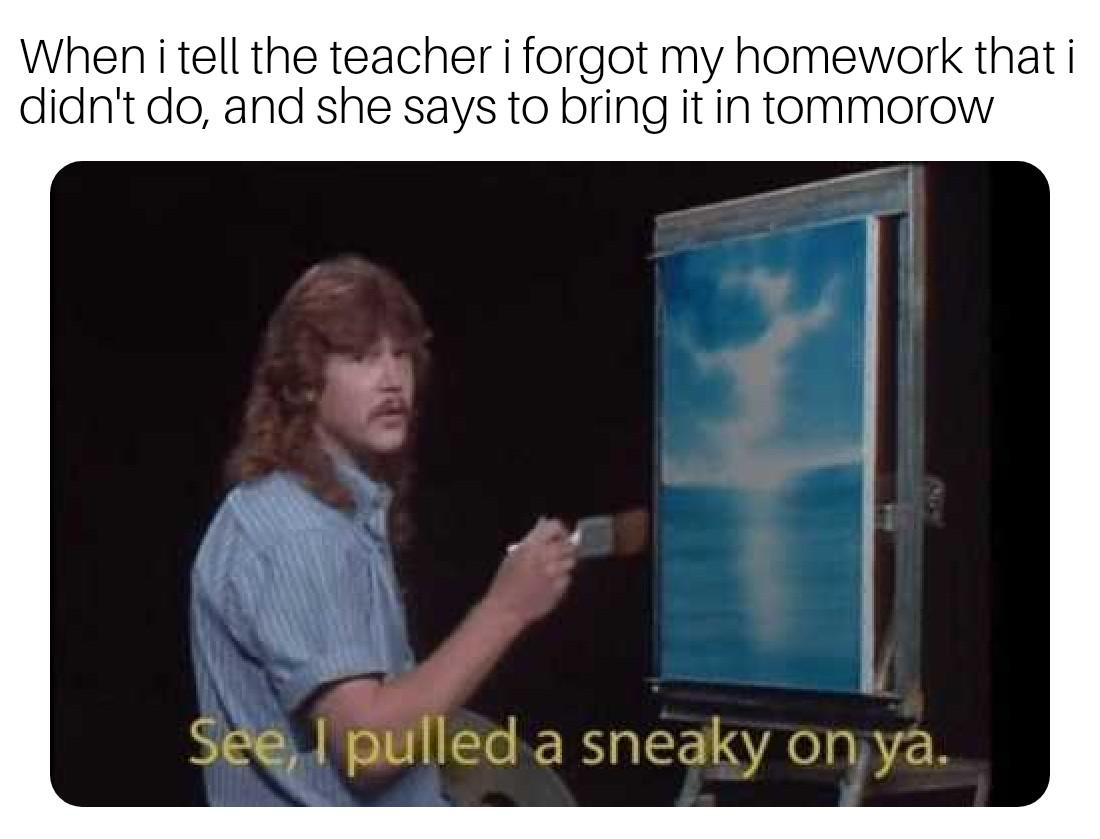 When i tell the teacher i forgot my homework that i
didn't do, and she says to bring it in tommorow
See, I pulled a sneaky on ya.